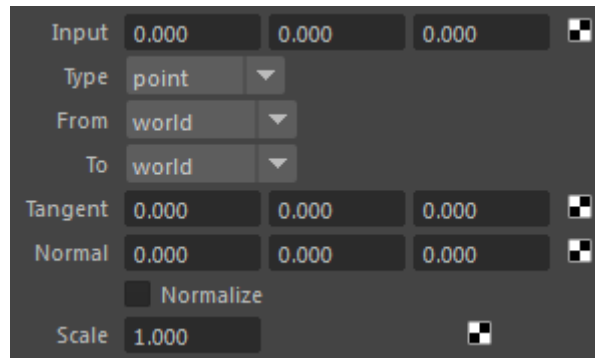 Input 0.000 0.000 0.000
Type point
From world
To world
Tangent 0.000 0.000 0.000
Normal 0.000 0.000 0.000
Normalize
Scale 1.000